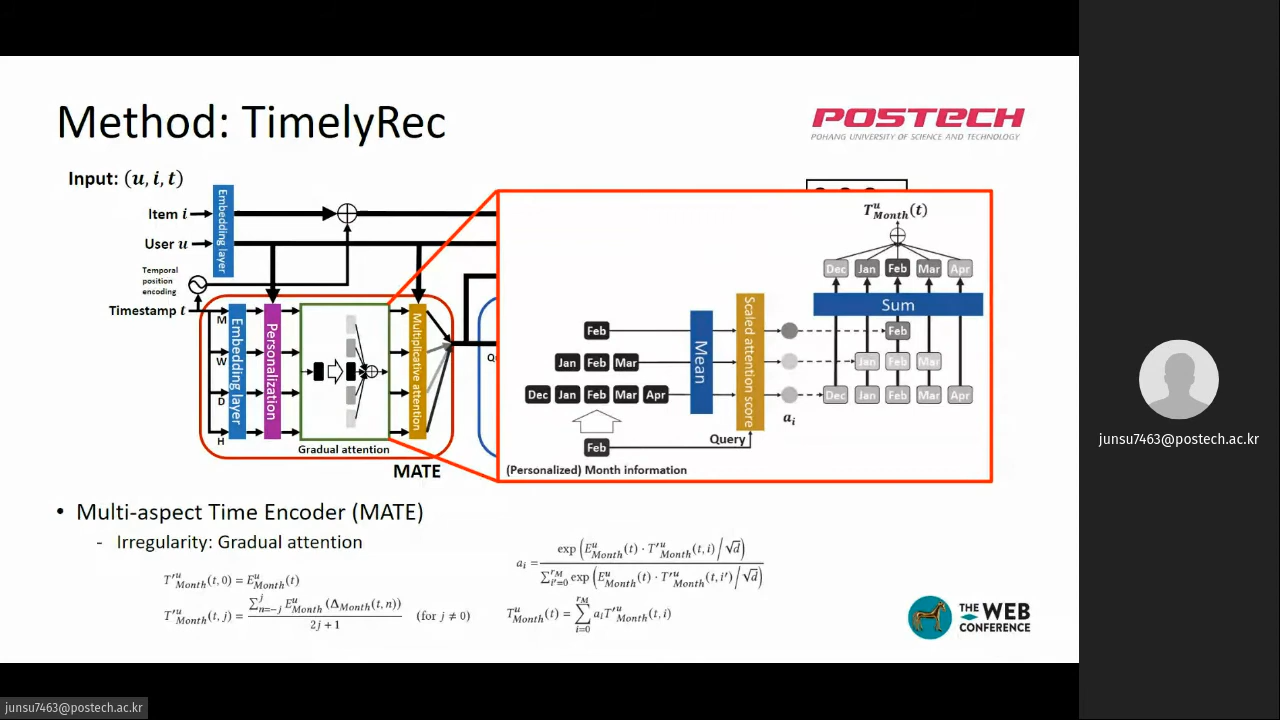 Method: TimelyRec
POSTECH
POHANG UNIVERSITY OF SCIENCE AND TECHNOLOGY
Input: (u, i, t)
Item i
User u
Temporal
position
encoding
Timestamp t
Embedding layer
M
W
D
H
Embedding layer
Personalization
Gradual attention
Multiplicative attention
MATE
T^u_Month(t)
Dec Jan Feb Mar Apr
Sum
Feb
Jan Feb Mar
Dec Jan Feb Mar Apr
Feb
Jan Feb Mar
Dec Jan Feb Mar Apr
Mean
Scaled attention score
a_i
Feb
Query
(Personalized) Month information
• Multi-aspect Time Encoder (MATE)
- Irregularity: Gradual attention
T'^u_Month(t, 0) = E^u_Month(t)
T'^u_Month(t, j) = \frac{\sum_{n=-j}^{j} E^u_Month(Δ_Month(t, n))}{2j + 1} (for j ≠ 0)
a_i = \frac{exp(E^u_Month(t) · T'^u_Month(t, i)/√d)}{\sum_{i'=0}^{r_M} exp(E^u_Month(t) · T'^u_Month(t, i')/√d)}
T^u_Month(t) = \sum_{i=0}^{r_M} a_i T'^u_Month(t, i)
THE WEB
CONFERENCE
junsu7463@postech.ac.kr
junsu7463@postech.ac.kr